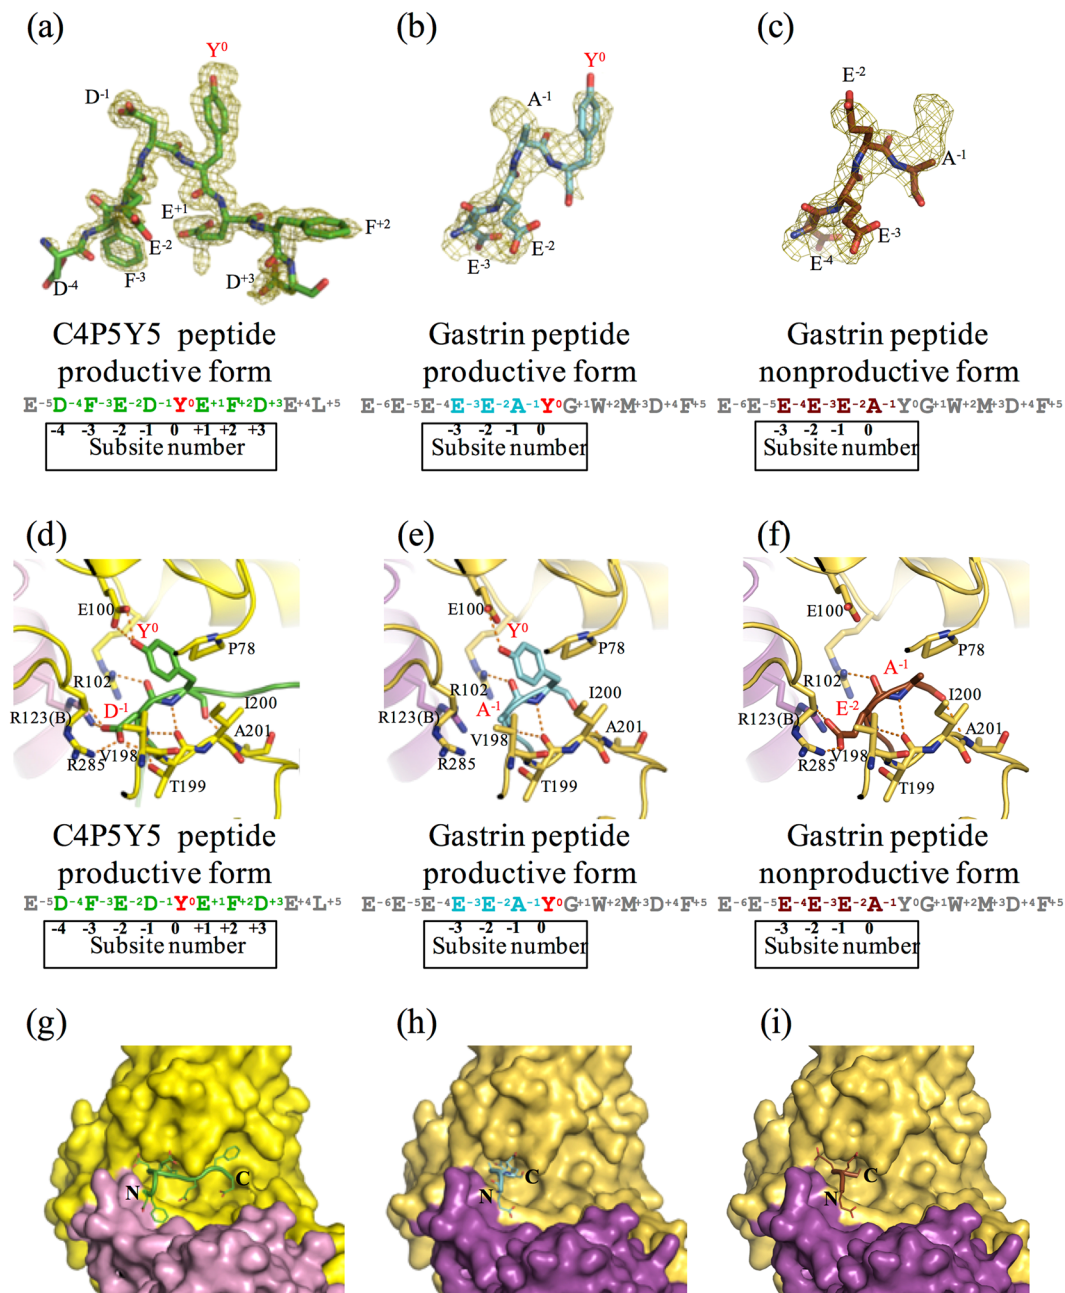 (a) (b) (c)
Y⁰
D⁻¹
E⁺¹
F⁺²
E⁻²
F⁻³
D⁻⁴
D⁺³
Y⁰
A⁻¹
E⁻²
E⁻³
E⁻²
A⁻¹
E⁻³
E⁻⁴
C4P5Y5 peptide
productive form
E⁻⁵D⁻⁴F⁻³E⁻²D⁻¹Y⁰E⁺¹F⁺²D⁺³E⁺⁴L⁺⁵
-4 -3 -2 -1 0 +1 +2 +3
Subsite number
Gastrin peptide
productive form
E⁻⁶E⁻⁵E⁻⁴E⁻³E⁻²A⁻¹Y⁰G⁺¹W⁺²M⁺³D⁺⁴F⁺⁵
-3 -2 -1 0
Subsite number
Gastrin peptide
nonproductive form
E⁻⁶E⁻⁵E⁻⁴E⁻³E⁻²A⁻¹Y⁰G⁺¹W⁺²M⁺³D⁺⁴F⁺⁵
-3 -2 -1 0
Subsite number
(d) (e) (f)
E100
Y⁰
P78
R102
D⁻¹
I200
R123(B)
A201
V198
R285
T199
E100
Y⁰
P78
R102
I200
R123(B)
A⁻¹
A201
V198
R285
T199
E100
P78
A⁻¹
R102
I200
R123(B)
E⁻²
A201
V198
R285
T199
C4P5Y5 peptide
productive form
E⁻⁵D⁻⁴F⁻³E⁻²D⁻¹Y⁰E⁺¹F⁺²D⁺³E⁺⁴L⁺⁵
-4 -3 -2 -1 0 +1 +2 +3
Subsite number
Gastrin peptide
productive form
E⁻⁶E⁻⁵E⁻⁴E⁻³E⁻²A⁻¹Y⁰G⁺¹W⁺²M⁺³D⁺⁴F⁺⁵
-3 -2 -1 0
Subsite number
Gastrin peptide
nonproductive form
E⁻⁶E⁻⁵E⁻⁴E⁻³E⁻²A⁻¹Y⁰G⁺¹W⁺²M⁺³D⁺⁴F⁺⁵
-3 -2 -1 0
Subsite number
(g) (h) (i)
N C
N C
N C